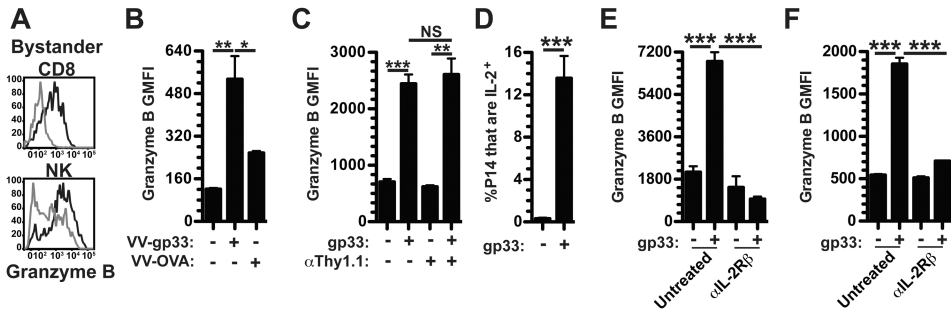 A
Bystander
CD8
100
80
60
40
20
0
0 10² 10³ 10⁴ 10⁵
NK
100
80
60
40
20
0
0 10² 10³ 10⁴ 10⁵
Granzyme B
B
Granzyme B GMFI
640
480
320
160
0
** *
VV-gp33: - + -
VV-OVA: - - +
C
Granzyme B GMFI
3000
2000
1000
0
NS
*** **
gp33: - + - +
αThy1.1: - - + +
D
%P14 that are IL-2⁺
16
12
8
4
0
***
gp33: - +
E
Granzyme B GMFI
7200
5400
3600
1800
0
*** ***
gp33: - + - +
Untreated
αIL-2Rβ
F
Granzyme B GMFI
2000
1500
1000
500
0
*** ***
gp33: - + - +
Untreated
αIL-2Rβ